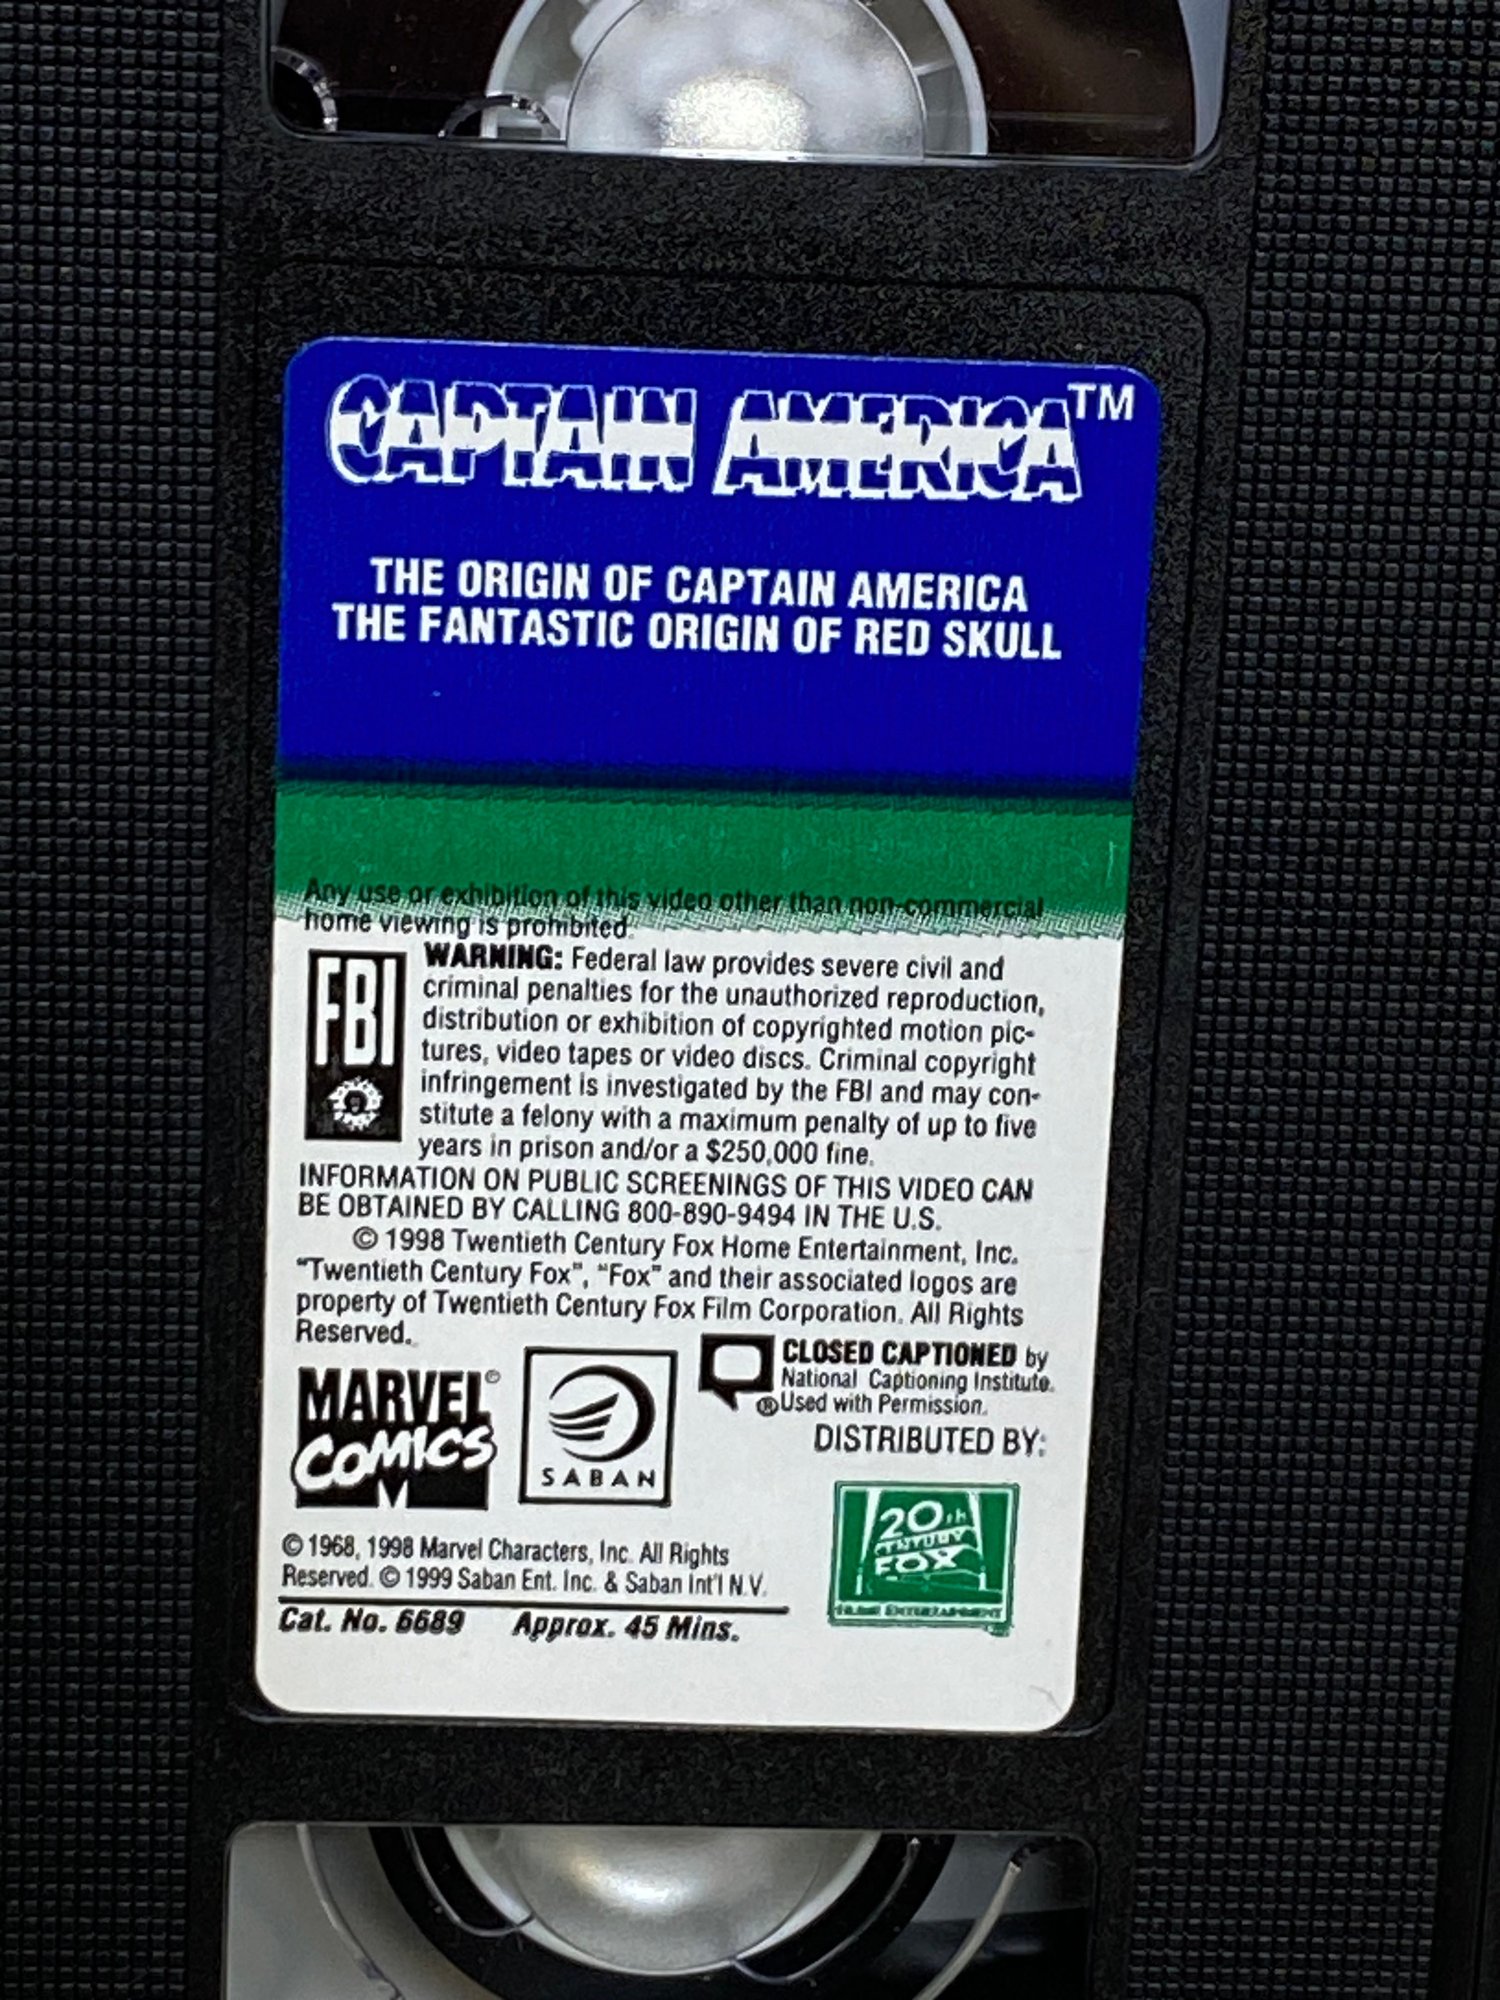 CAPTAIN AMERICA™
THE ORIGIN OF CAPTAIN AMERICA
THE FANTASTIC ORIGIN OF RED SKULL
Any use or exhibition of this video other than non-commercial
home viewing is prohibited.
FBI
WARNING: Federal law provides severe civil and
criminal penalties for the unauthorized reproduction,
distribution or exhibition of copyrighted motion pic-
tures, video tapes or video discs. Criminal copyright
infringement is investigated by the FBI and may con-
stitute a felony with a maximum penalty of up to five
years in prison and/or a $250,000 fine.
INFORMATION ON PUBLIC SCREENINGS OF THIS VIDEO CAN
BE OBTAINED BY CALLING 800-890-9494 IN THE U.S.
© 1998 Twentieth Century Fox Home Entertainment, Inc.
"Twentieth Century Fox", "Fox" and their associated logos are
property of Twentieth Century Fox Film Corporation. All Rights
Reserved.
MARVEL©
COMICS
SABAN
CLOSED CAPTIONED by
National Captioning Institute.
®Used with Permission.
DISTRIBUTED BY:
20th
CENTURY
FOX
HOME ENTERTAINMENT
© 1968, 1998 Marvel Characters, Inc. All Rights
Reserved. © 1999 Saban Ent. Inc. & Saban Int'l N.V.
Cat. No. 6689 Approx. 45 Mins.